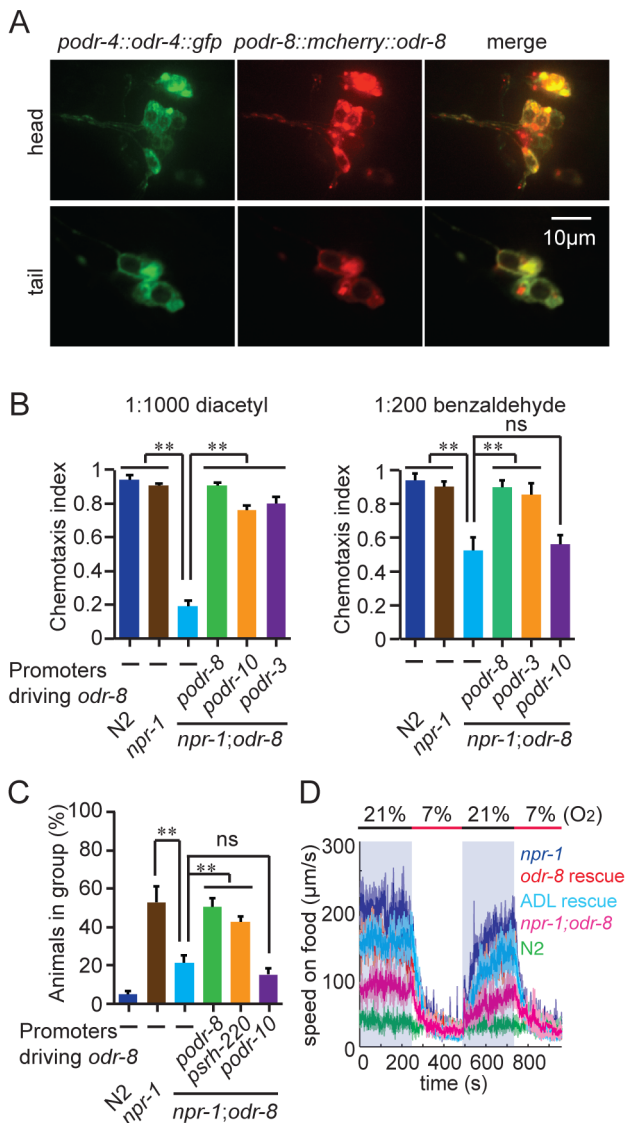 A
podr-4::odr-4::gfp podr-8::mcherry::odr-8 merge
head
10µm
tail
B
1:1000 diacetyl
** **
Chemotaxis index
1
0.8
0.6
0.4
0.2
0
Promoters
driving odr-8
— — — podr-8 podr-10 podr-3
N2 npr-1 npr-1;odr-8
1:200 benzaldehyde
ns
** **
Chemotaxis index
1
0.8
0.6
0.4
0.2
0
— — — podr-8 podr-3 podr-10
N2 npr-1 npr-1;odr-8
C
ns
** **
Animals in group (%)
100
80
60
40
20
0
Promoters
driving odr-8
— — — podr-8 psrh-220 podr-10
N2 npr-1 npr-1;odr-8
D
21% 7% 21% 7% (O2)
speed on food (µm/s)
300
200
100
0
npr-1
odr-8 rescue
ADL rescue
npr-1;odr-8
N2
0 200 400 600 800
time (s)